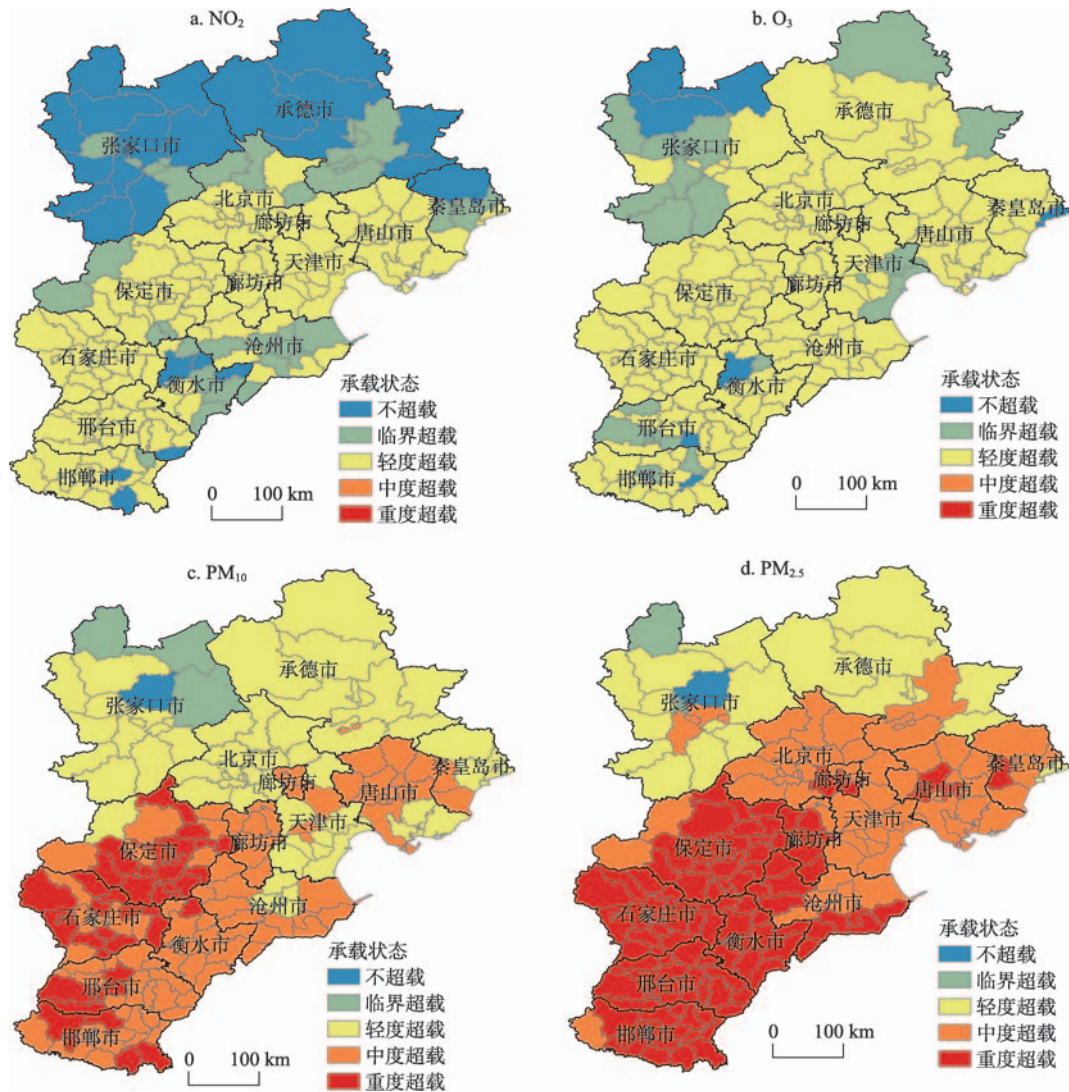 a. NO₂
承德市
张家口市
北京市
廊坊市
唐山市
秦皇岛市
天津市
廊坊市
保定市
石家庄市
沧州市
衡水市
邢台市
邯郸市
承载状态
不超载
临界超载
轻度超载
中度超载
重度超载
0 100 km
b. O₃
承德市
张家口市
北京市
廊坊市
唐山市
秦皇岛市
天津市
廊坊市
保定市
石家庄市
沧州市
衡水市
邢台市
邯郸市
承载状态
不超载
临界超载
轻度超载
中度超载
重度超载
0 100 km
c. PM₁₀
承德市
张家口市
北京市
廊坊市
唐山市
秦皇岛市
天津市
廊坊市
保定市
石家庄市
沧州市
衡水市
邢台市
邯郸市
承载状态
不超载
临界超载
轻度超载
中度超载
重度超载
0 100 km
d. PM₂.₅
承德市
张家口市
北京市
廊坊市
唐山市
秦皇岛市
天津市
廊坊市
保定市
石家庄市
沧州市
衡水市
邢台市
邯郸市
承载状态
不超载
临界超载
轻度超载
中度超载
重度超载
0 100 km